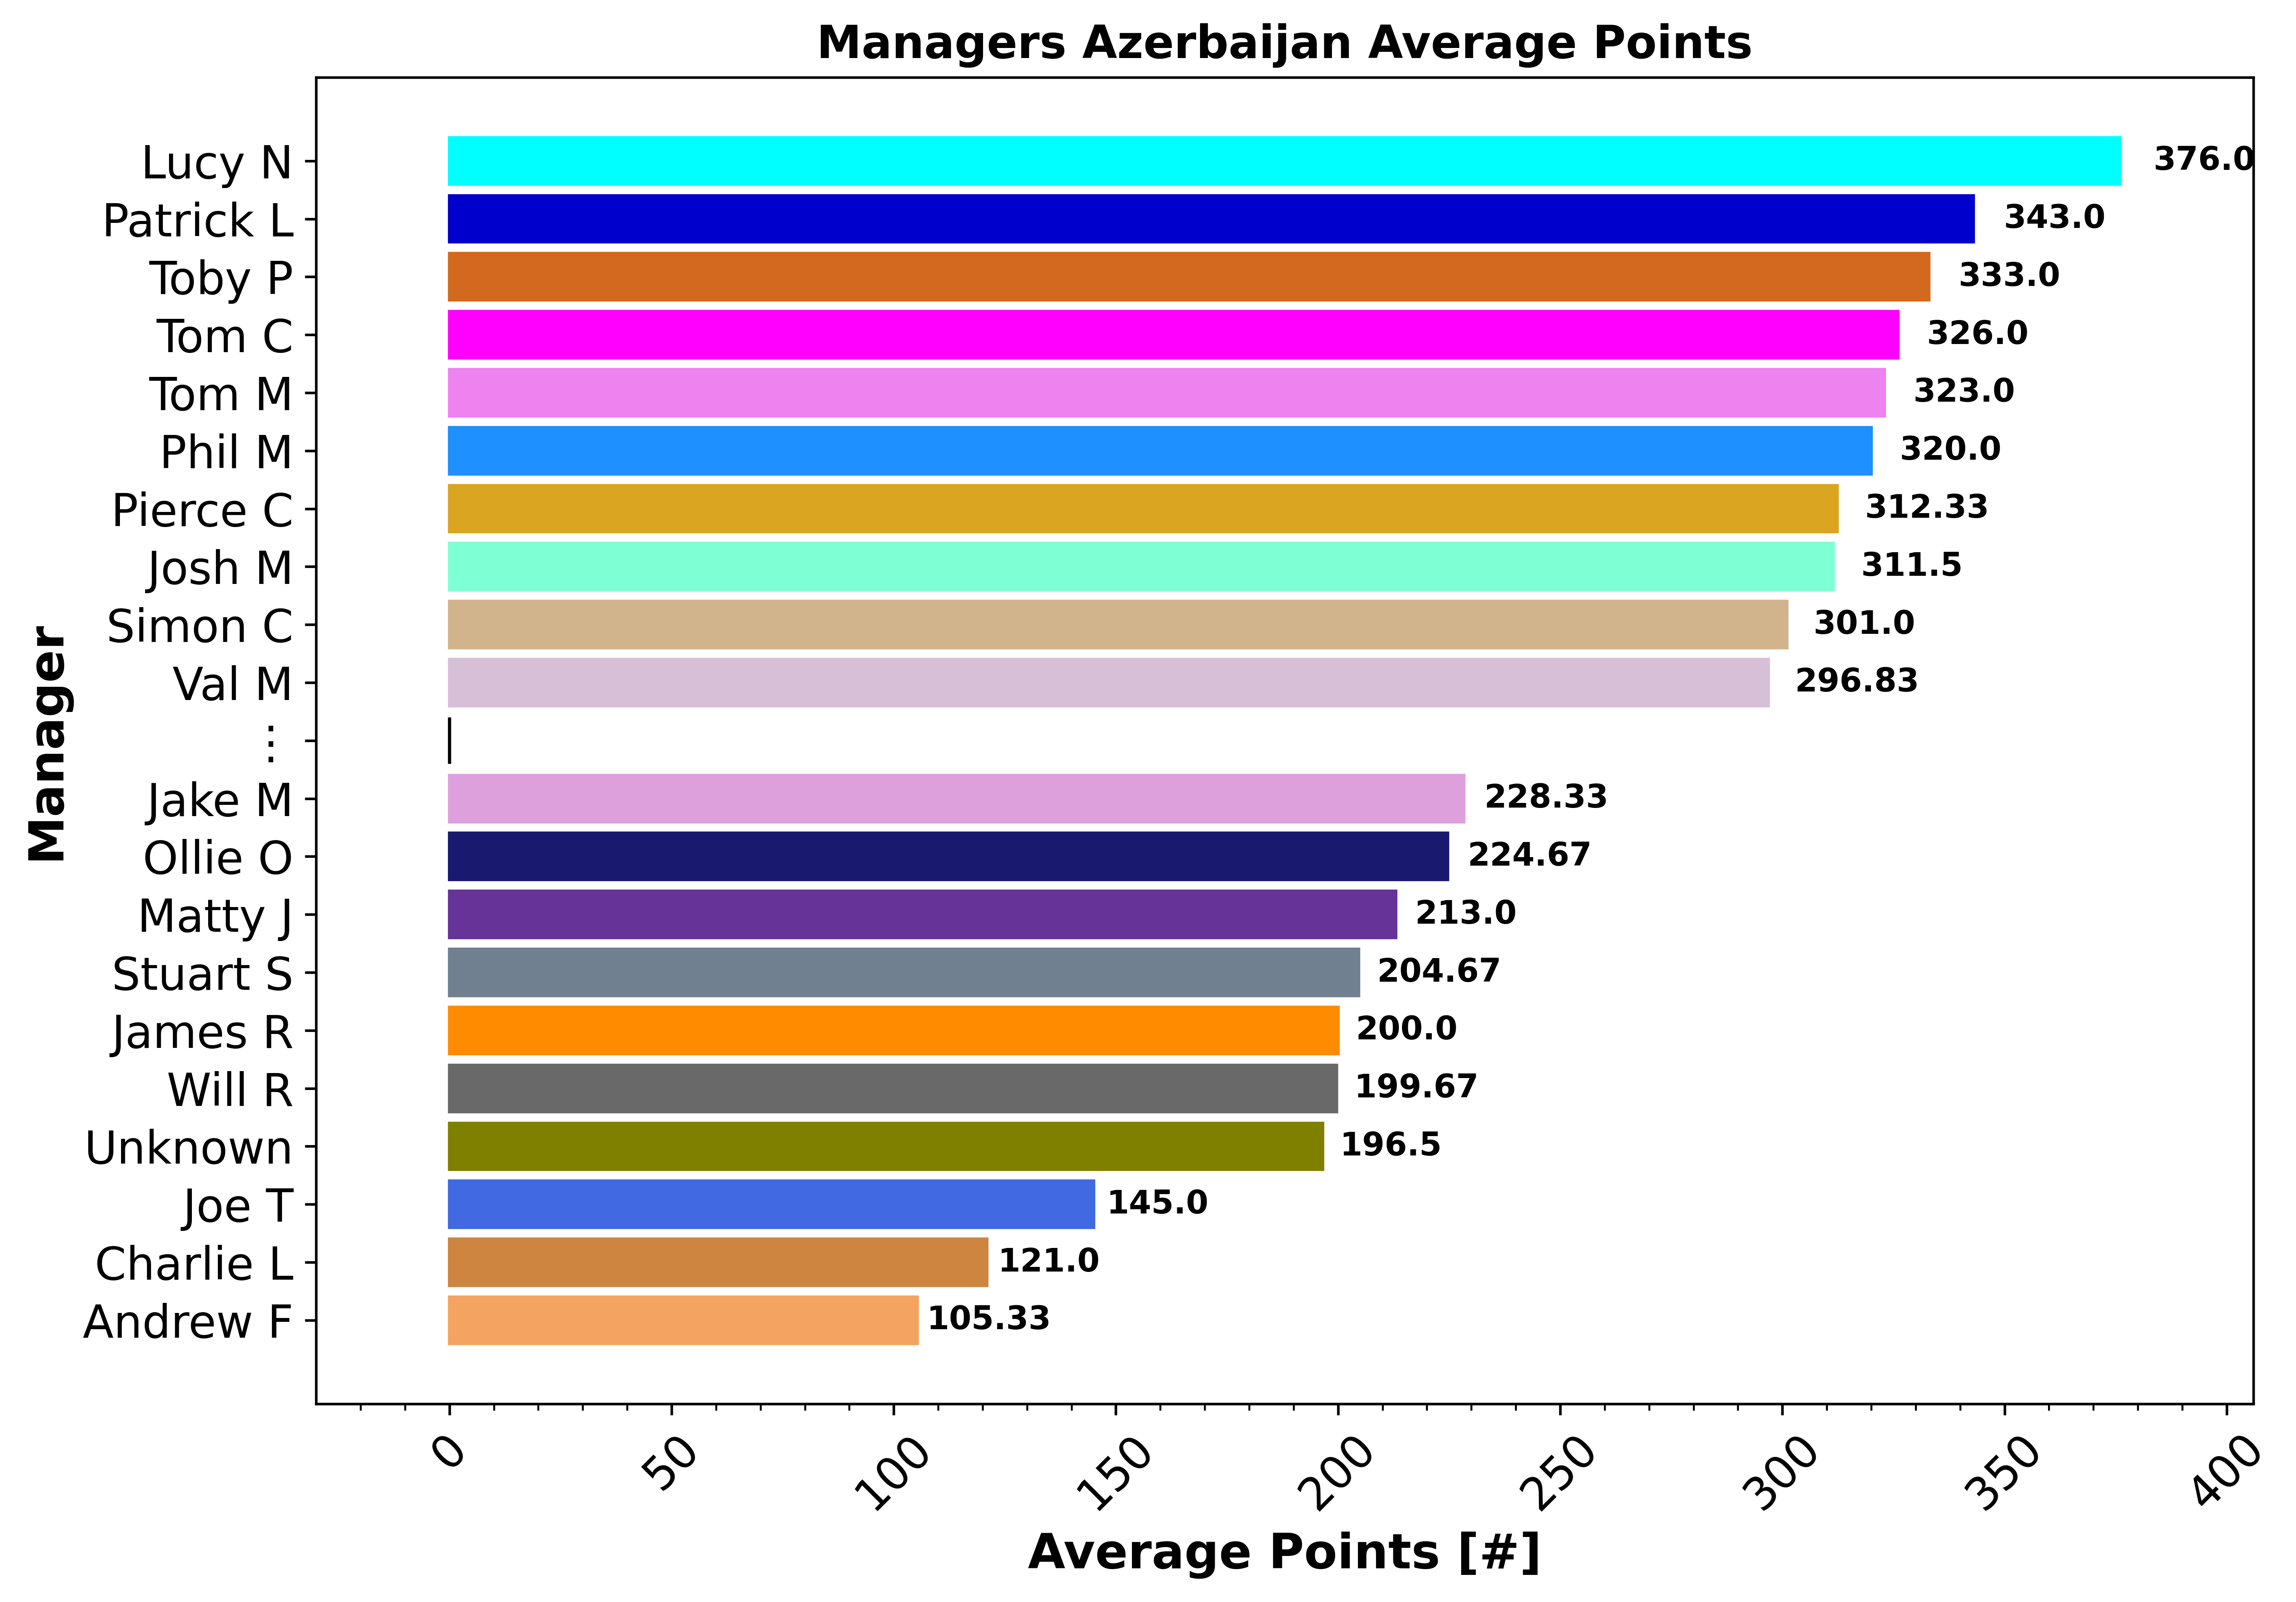 Managers Azerbaijan Average Points
Lucy N 376.0
Patrick L 343.0
Toby P 333.0
Tom C 326.0
Tom M 323.0
Phil M 320.0
Pierce C 312.33
Josh M 311.5
Simon C 301.0
Val M 296.83
⋮
Jake M 228.33
Ollie O 224.67
Matty J 213.0
Stuart S 204.67
James R 200.0
Will R 199.67
Unknown 196.5
Joe T 145.0
Charlie L 121.0
Andrew F 105.33
Manager
0 50 100 150 200 250 300 350 400
Average Points [#]